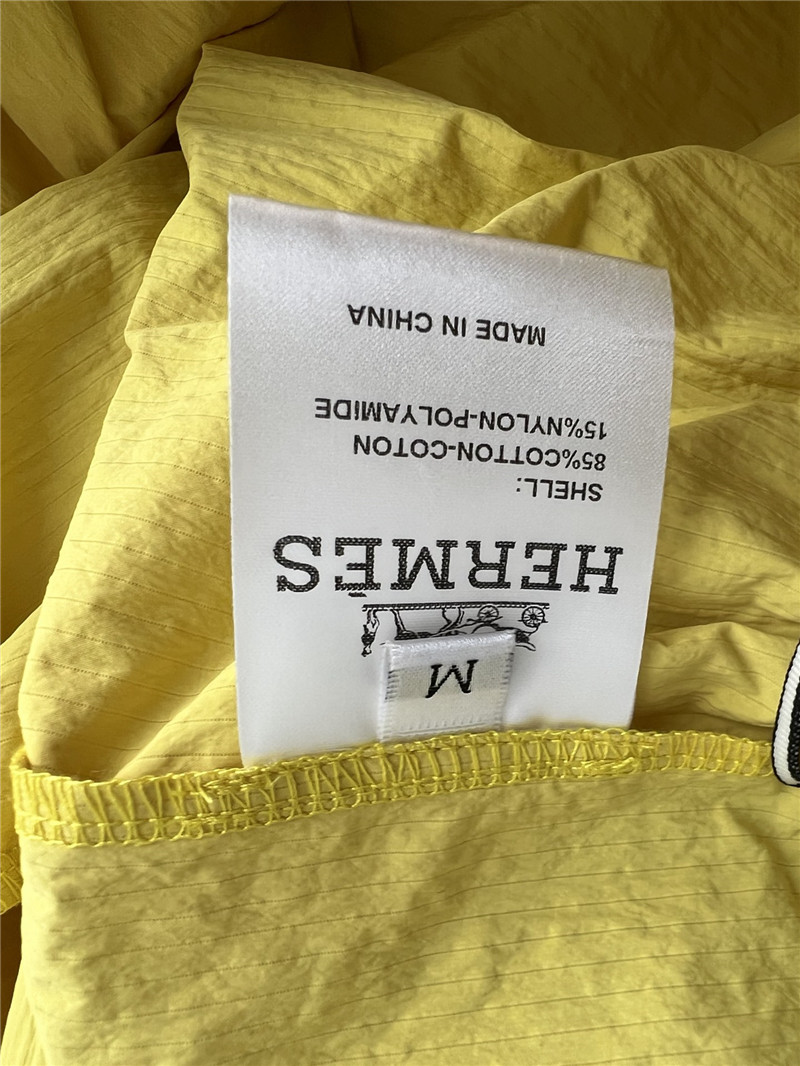 M
HERMÈS
SHELL:
85%COTTON-COTON
15%NYLON-POLYAMIDE
MADE IN CHINA